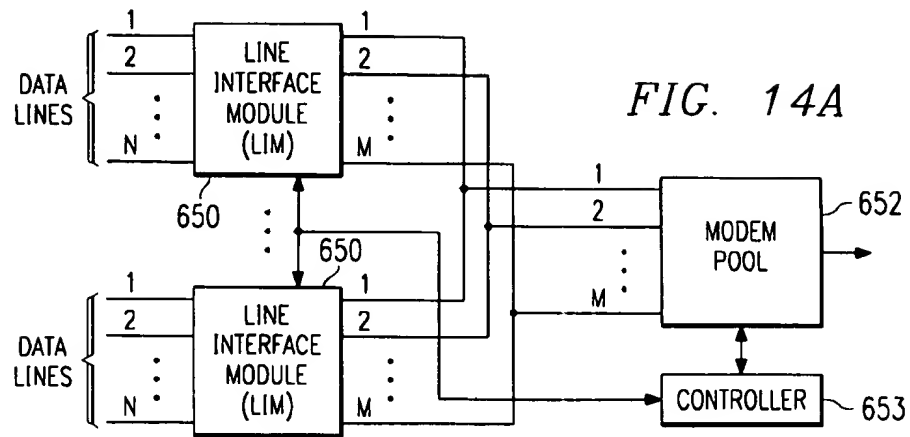 FIG. 14A
DATA
LINES
1
2
N
LINE
INTERFACE
MODULE
(LIM)
650
1
2
M
DATA
LINES
1
2
N
LINE
INTERFACE
MODULE
(LIM)
650
1
2
M
1
2
M
MODEM
POOL
652
CONTROLLER
653